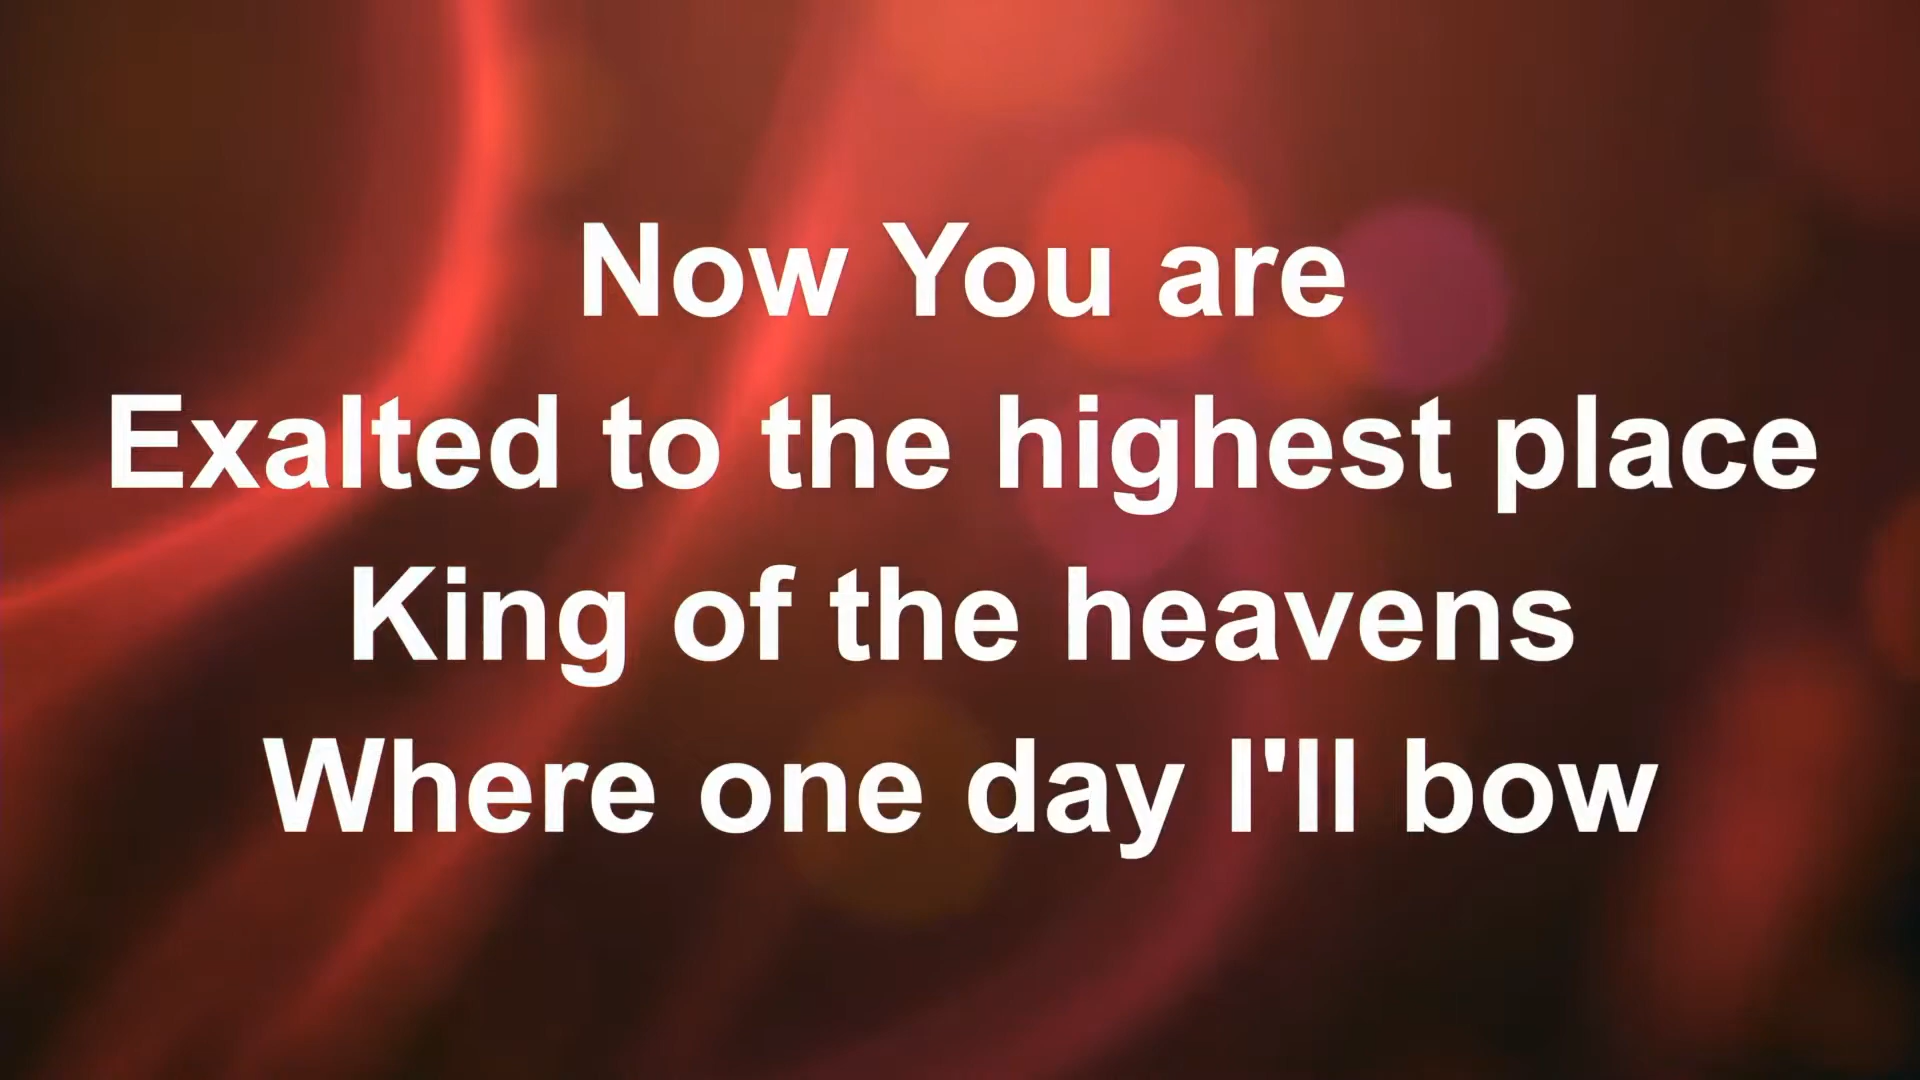 Now You are
Exalted to the highest place
King of the heavens
Where one day I'll bow